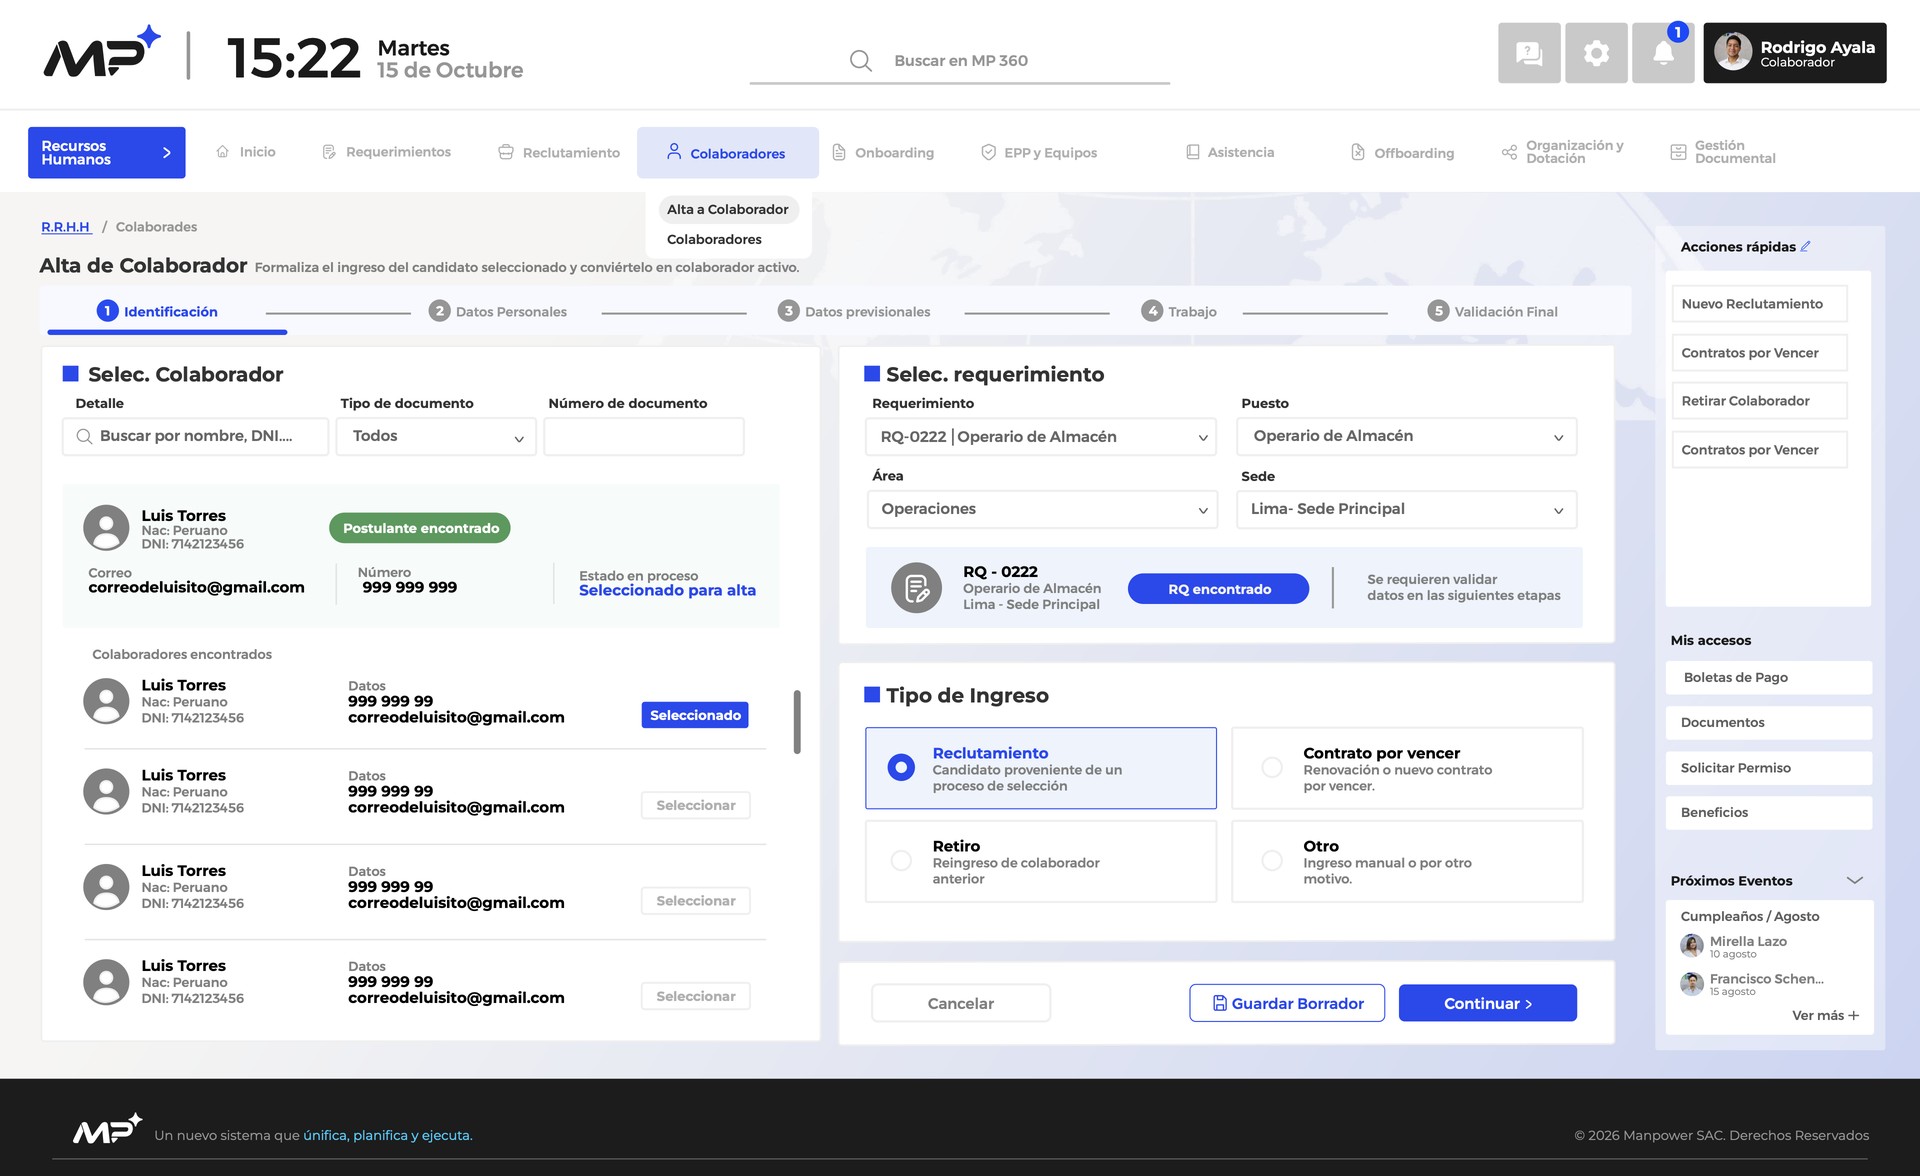 MP
15:22
Martes
15 de Octubre
Buscar en MP 360
1
Rodrigo Ayala
Colaborador
Recursos
Humanos
Inicio
Requerimientos
Reclutamiento
Colaboradores
Onboarding
EPP y Equipos
Asistencia
Offboarding
Organización y
Dotación
Gestión
Documental
Alta a Colaborador
Colaboradores
R.R.H.H / Colaborades
Alta de Colaborador Formaliza el ingreso del candidato seleccionado y conviértelo en colaborador activo.
1 Identificación
2 Datos Personales
3 Datos previsionales
4 Trabajo
5 Validación Final
Selec. Colaborador
Detalle
Tipo de documento
Número de documento
Buscar por nombre, DNI....
Todos
Luis Torres
Nac: Peruano
DNI: 7142123456
Postulante encontrado
Correo
correodeluisito@gmail.com
Número
999 999 999
Estado en proceso
Seleccionado para alta
Colaboradores encontrados
Luis Torres
Nac: Peruano
DNI: 7142123456
Datos
999 999 99
correodeluisito@gmail.com
Seleccionado
Luis Torres
Nac: Peruano
DNI: 7142123456
Datos
999 999 99
correodeluisito@gmail.com
Seleccionar
Luis Torres
Nac: Peruano
DNI: 7142123456
Datos
999 999 99
correodeluisito@gmail.com
Seleccionar
Luis Torres
Nac: Peruano
DNI: 7142123456
Datos
999 999 99
correodeluisito@gmail.com
Seleccionar
Selec. requerimiento
Requerimiento
Puesto
RQ-0222 | Operario de Almacén
Operario de Almacén
Área
Sede
Operaciones
Lima- Sede Principal
RQ - 0222
Operario de Almacén
Lima - Sede Principal
RQ encontrado
Se requieren validar
datos en las siguientes etapas
Tipo de Ingreso
Reclutamiento
Candidato proveniente de un
proceso de selección
Contrato por vencer
Renovación o nuevo contrato
por vencer.
Retiro
Reingreso de colaborador
anterior
Otro
Ingreso manual o por otro
motivo.
Cancelar
Guardar Borrador
Continuar >
Acciones rápidas
Nuevo Reclutamiento
Contratos por Vencer
Retirar Colaborador
Contratos por Vencer
Mis accesos
Boletas de Pago
Documentos
Solicitar Permiso
Beneficios
Próximos Eventos
Cumpleaños / Agosto
Mirella Lazo
10 agosto
Francisco Schen...
15 agosto
Ver más +
MP
Un nuevo sistema que únifica, planifica y ejecuta.
© 2026 Manpower SAC. Derechos Reservados